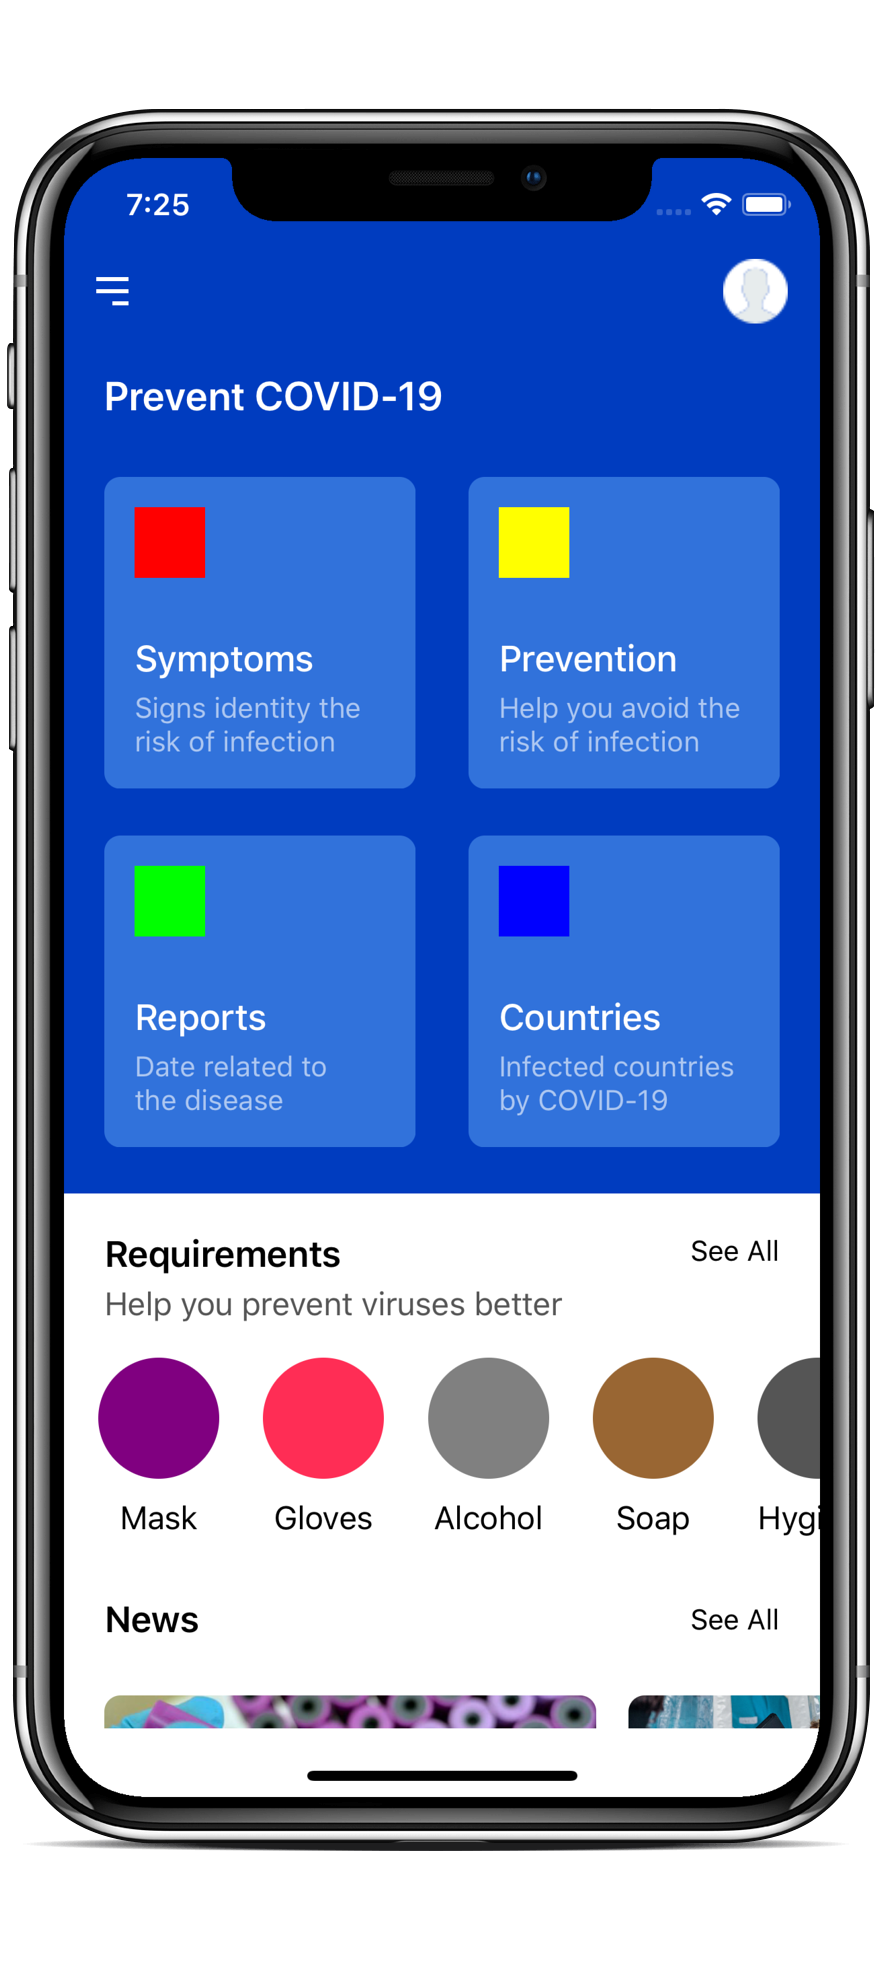 7:25
Prevent COVID-19
Symptoms
Signs identity the
risk of infection
Prevention
Help you avoid the
risk of infection
Reports
Date related to
the disease
Countries
Infected countries
by COVID-19
Requirements
See All
Help you prevent viruses better
Mask
Gloves
Alcohol
Soap
Hygi
News
See All